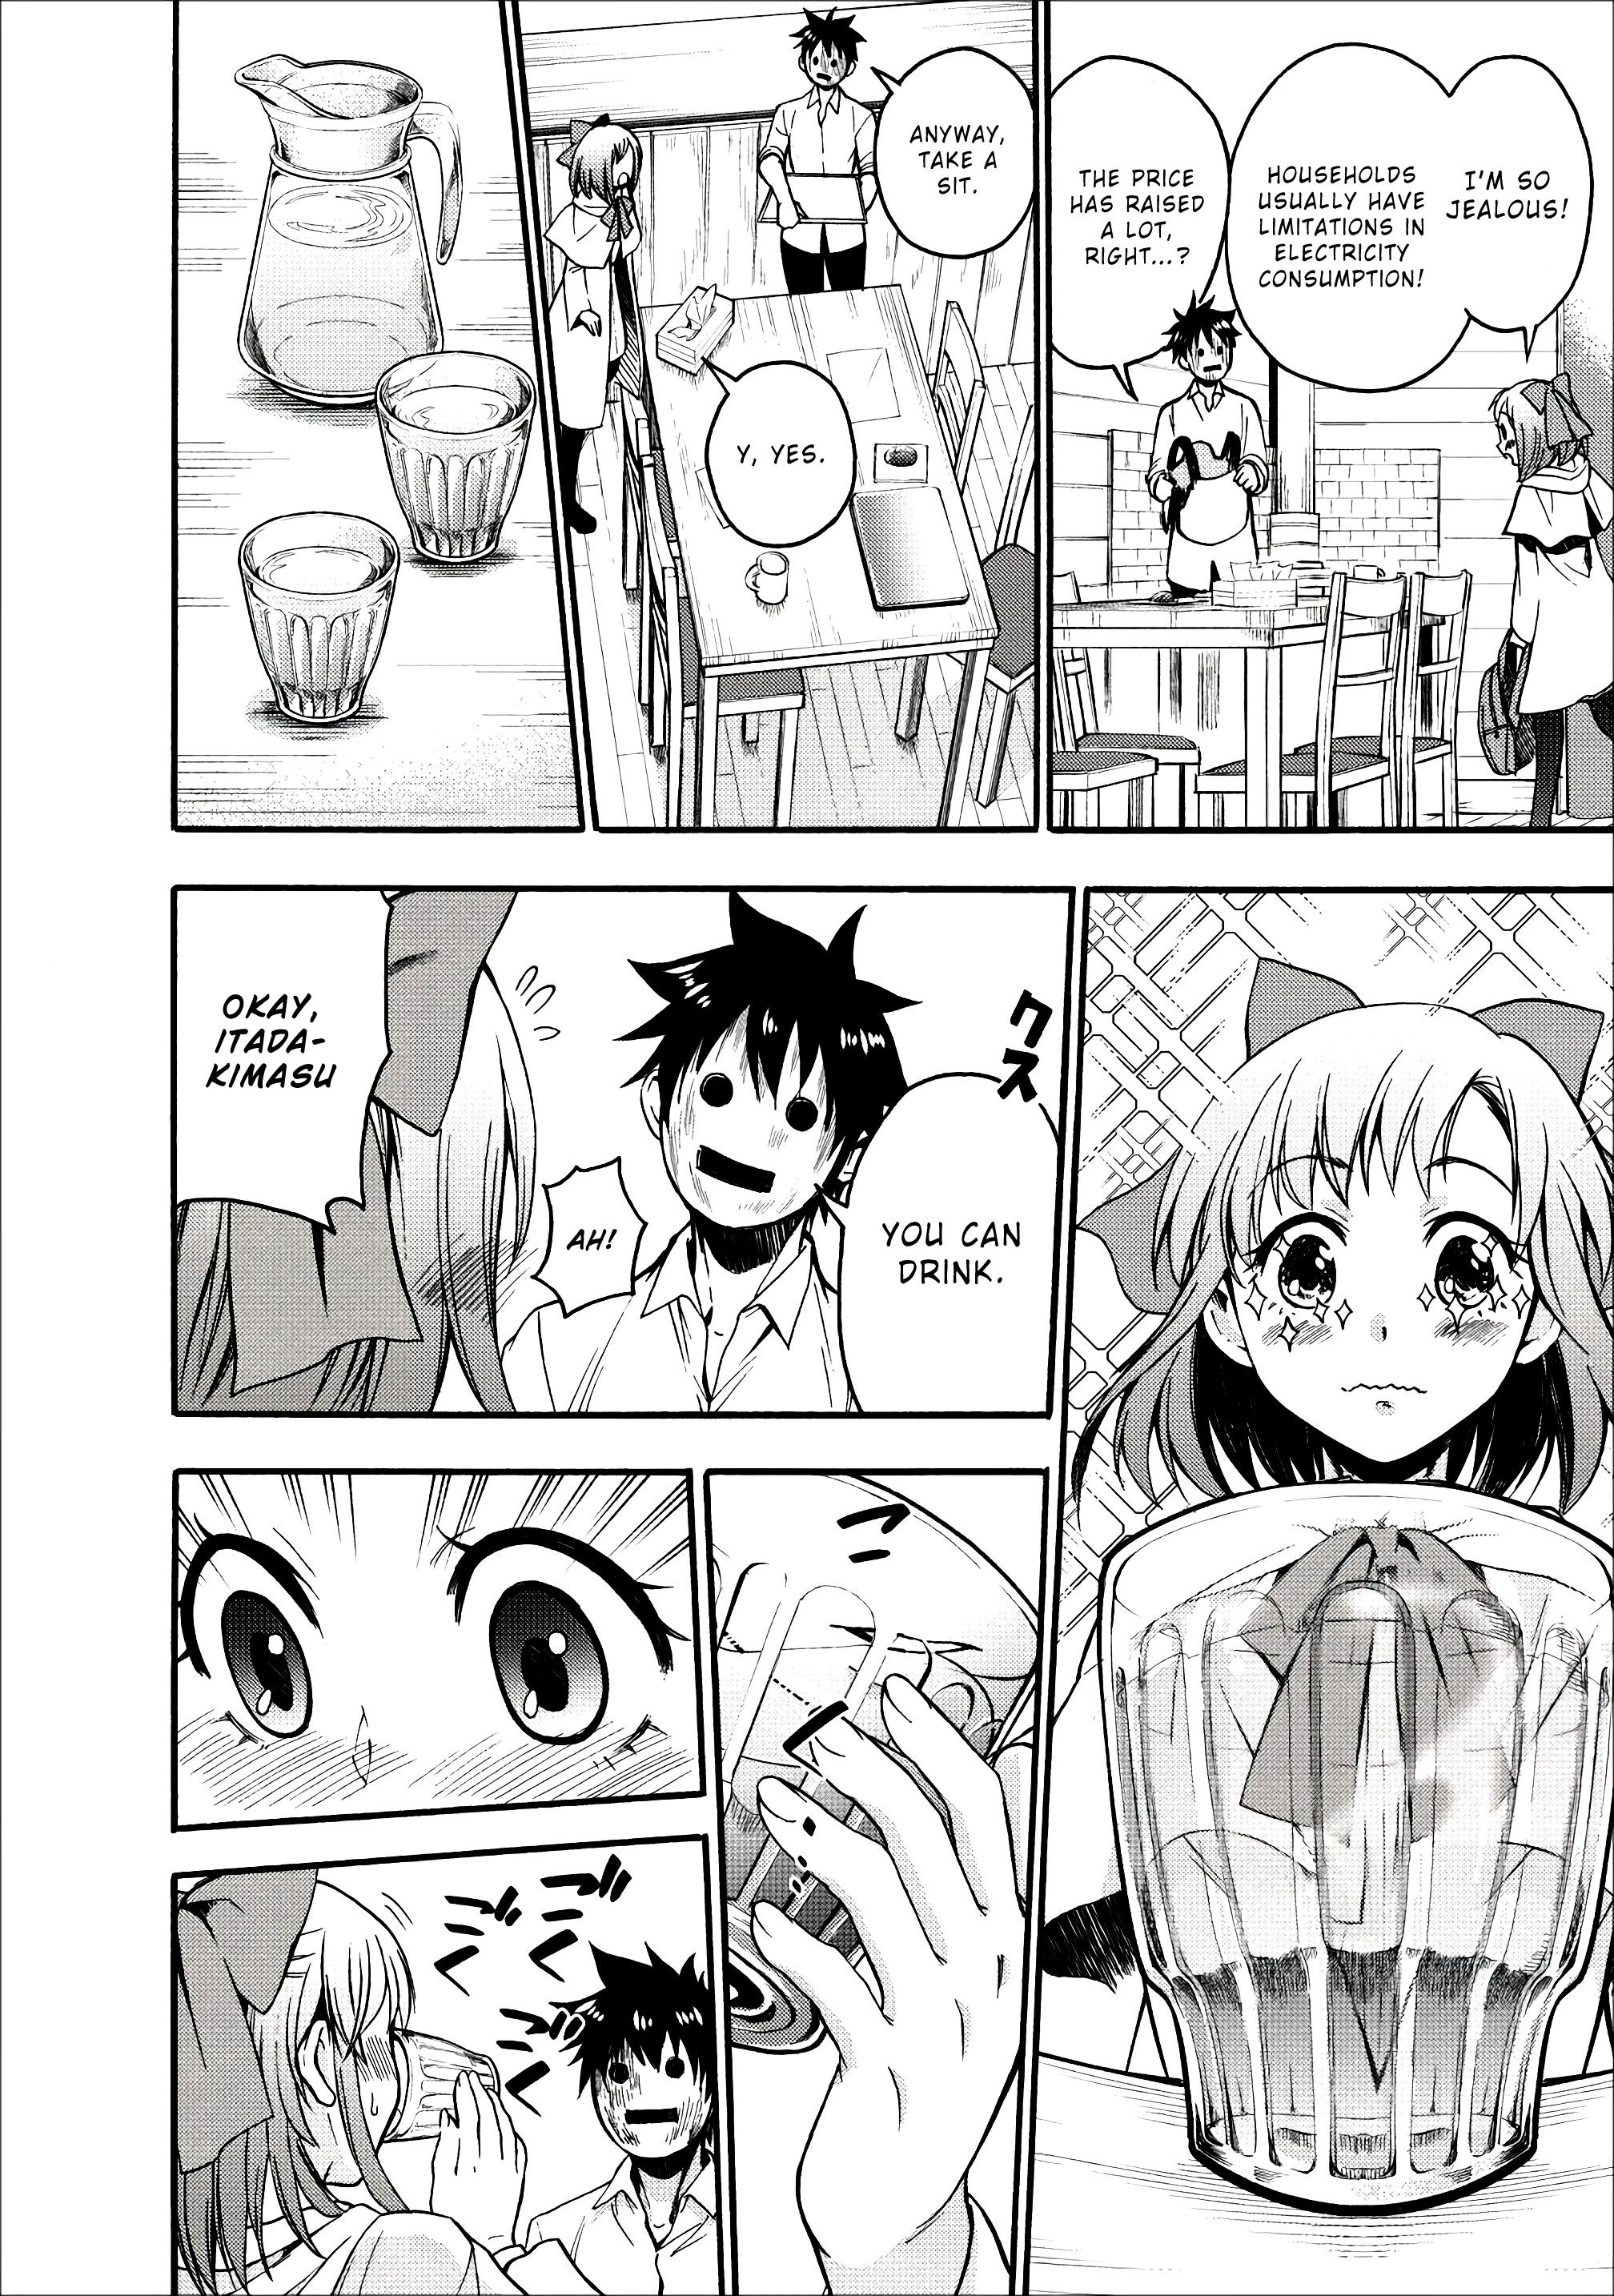 I'M SO
JEALOUS!
HOUSEHOLDS
USUALLY HAVE
LIMITATIONS IN
ELECTRICITY
CONSUMPTION!
THE PRICE
HAS RAISED
A LOT,
RIGHT...?
ANYWAY,
TAKE A
SIT.
Y, YES.
クス
YOU CAN
DRINK.
AH!
OKAY,
ITADA-
KIMASU